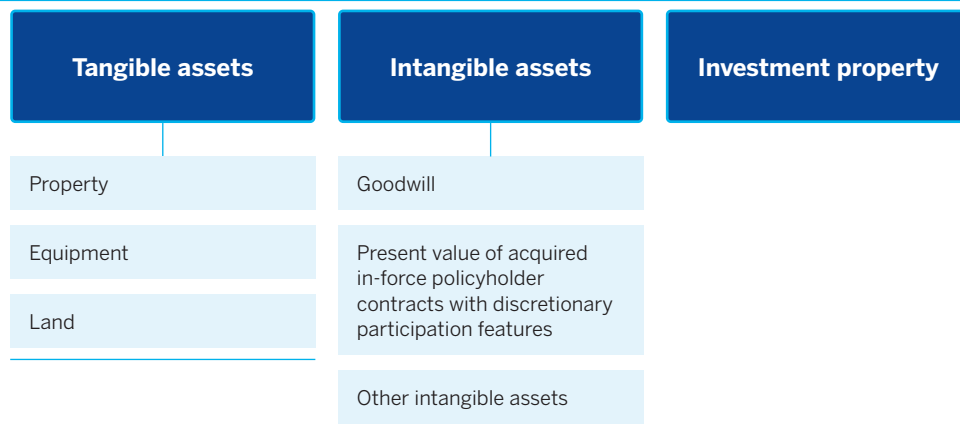 Tangible assets
Property
Equipment
Land
Intangible assets
Goodwill
Present value of acquired
in-force policyholder
contracts with discretionary
participation features
Other intangible assets
Investment property